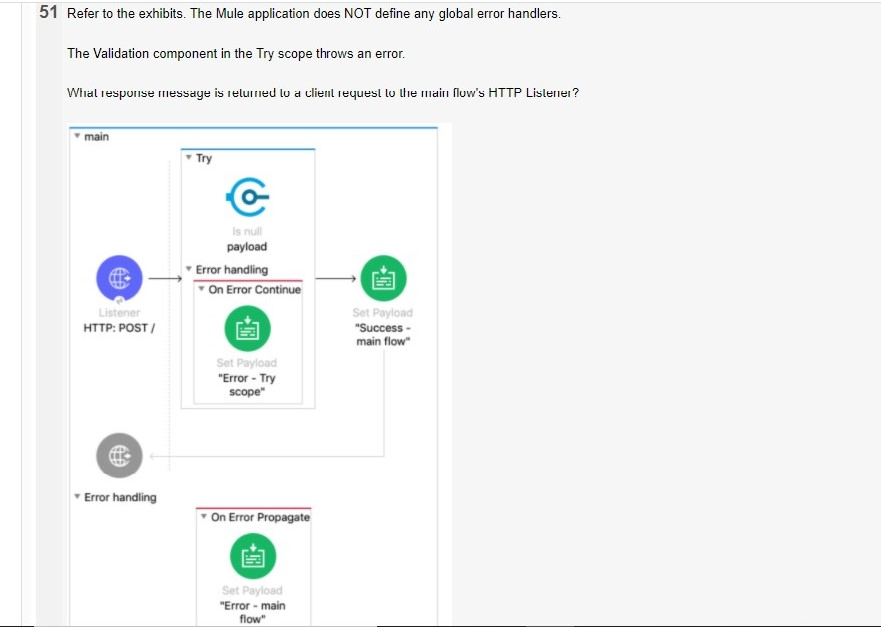 51 Refer to the exhibits. The Mule application does NOT define any global error handlers.
The Validation component in the Try scope throws an error.
What response message is returned to a client request to the main flow's HTTP Listener?
main
Try
Is null
payload
Error handling
On Error Continue
Listener
HTTP: POST /
Set Payload
"Success -
main flow"
Set Payload
"Error - Try
scope"
Error handling
On Error Propagate
Set Payload
"Error - main
flow"